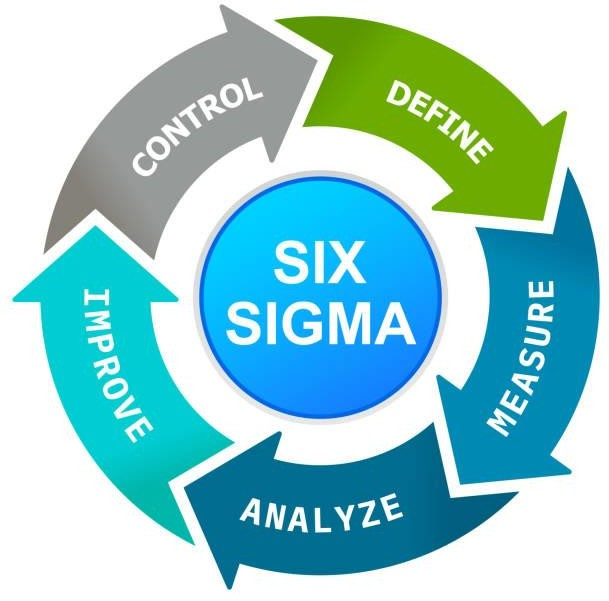 SIX
SIGMA
DEFINE
MEASURE
ANALYZE
IMPROVE
CONTROL